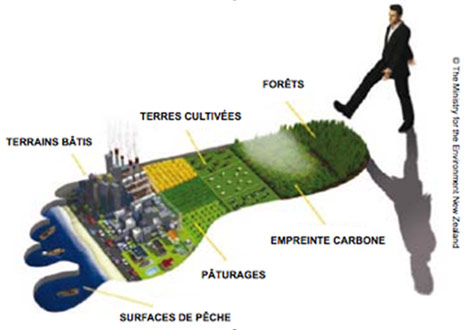 FORÊTS
TERRES CULTIVÉES
TERRAINS BÂTIS
EMPREINTE CARBONE
PÂTURAGES
SURFACES DE PÊCHE
© The Ministry for the Environment New Zealand